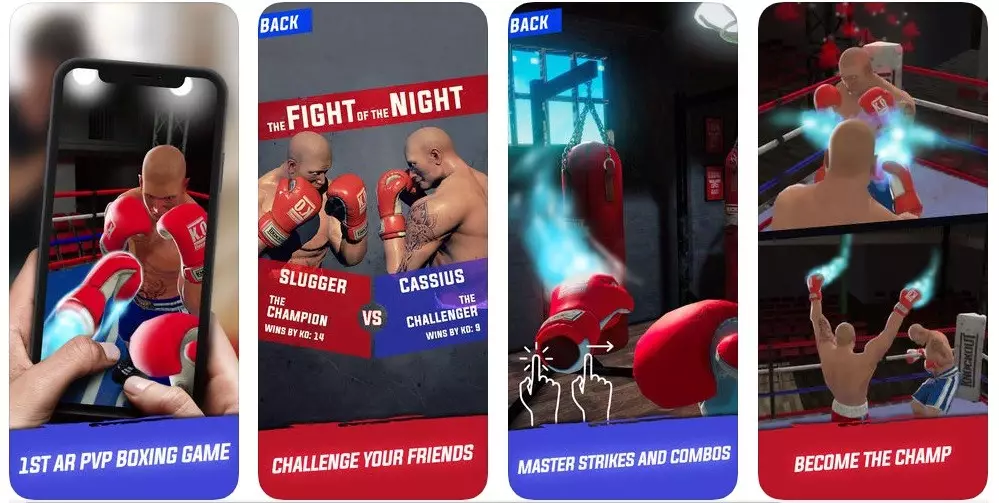 1ST AR PVP BOXING GAME
BACK
THE FIGHT OF THE NIGHT
SLUGGER
THE
CHAMPION
WINS BY KO: 14
VS
CASSIUS
THE
CHALLENGER
WINS BY KO: 9
CHALLENGE YOUR FRIENDS
BACK
MASTER STRIKES AND COMBOS
KNOCKOUT
BECOME THE CHAMP